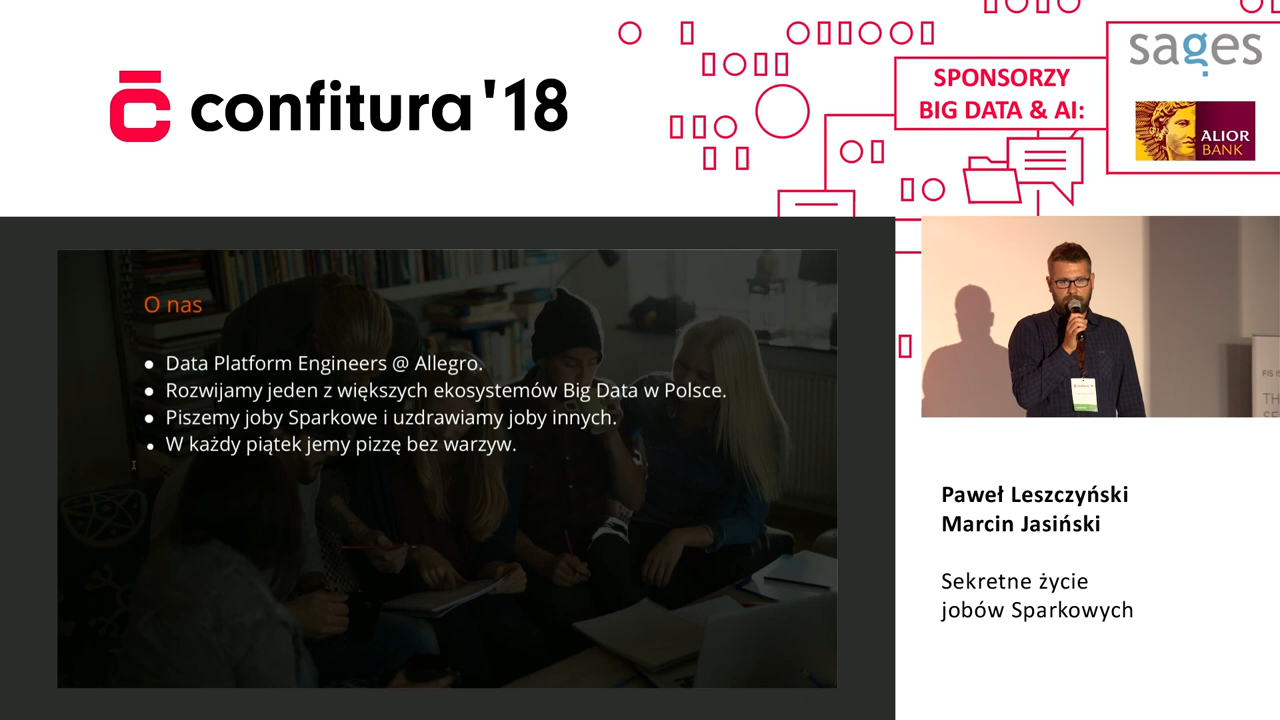 confitura '18
SPONSORZY
BIG DATA & AI:
sages
ALIOR
BANK
O nas
● Data Platform Engineers @ Allegro.
● Rozwijamy jeden z większych ekosystemów Big Data w Polsce.
● Piszemy joby Sparkowe i uzdrawiamy joby innych.
● W każdy piątek jemy pizzę bez warzyw.
Paweł Leszczyński
Marcin Jasiński
Sekretne życie
jobów Sparkowych